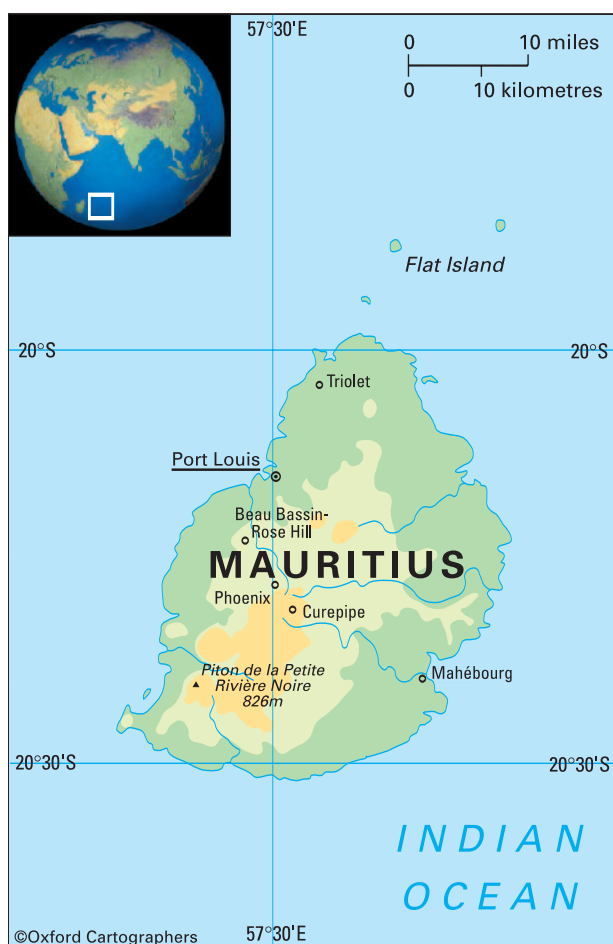 57°30'E
0 10 miles
0 10 kilometres
Flat Island
20°S 20°S
Triolet
Port Louis
Beau Bassin-
Rose Hill
MAURITIUS
Phoenix
Curepipe
Piton de la Petite
Rivière Noire
826m
Mahébourg
20°30'S 20°30'S
INDIAN
OCEAN
©Oxford Cartographers
57°30'E